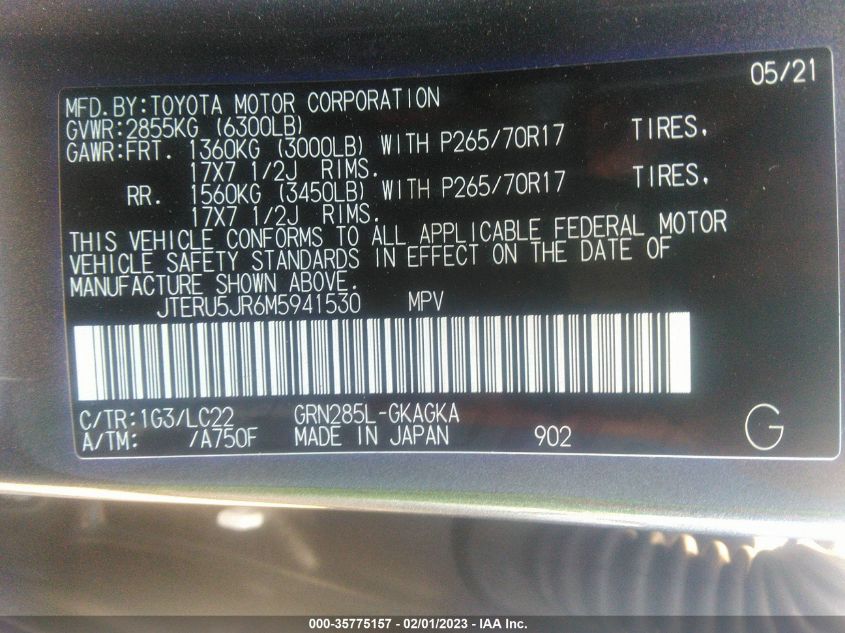 05/21
MFD.BY:TOYOTA MOTOR CORPORATION
GVWR:2855KG (6300LB)
GAWR:FRT. 1360KG (3000LB) WITH P265/70R17 TIRES,
17X7 1/2J RIMS.
RR. 1560KG (3450LB) WITH P265/70R17 TIRES,
17X7 1/2J RIMS.
THIS VEHICLE CONFORMS TO ALL APPLICABLE FEDERAL MOTOR
VEHICLE SAFETY STANDARDS IN EFFECT ON THE DATE OF
MANUFACTURE SHOWN ABOVE.
JTERU5JR6M5941530 MPV
C/TR:1G3/LC22 GRN285L-GKAGKA
A/TM: /A750F MADE IN JAPAN 902 G
000-35775157 - 02/01/2023 - IAA Inc.